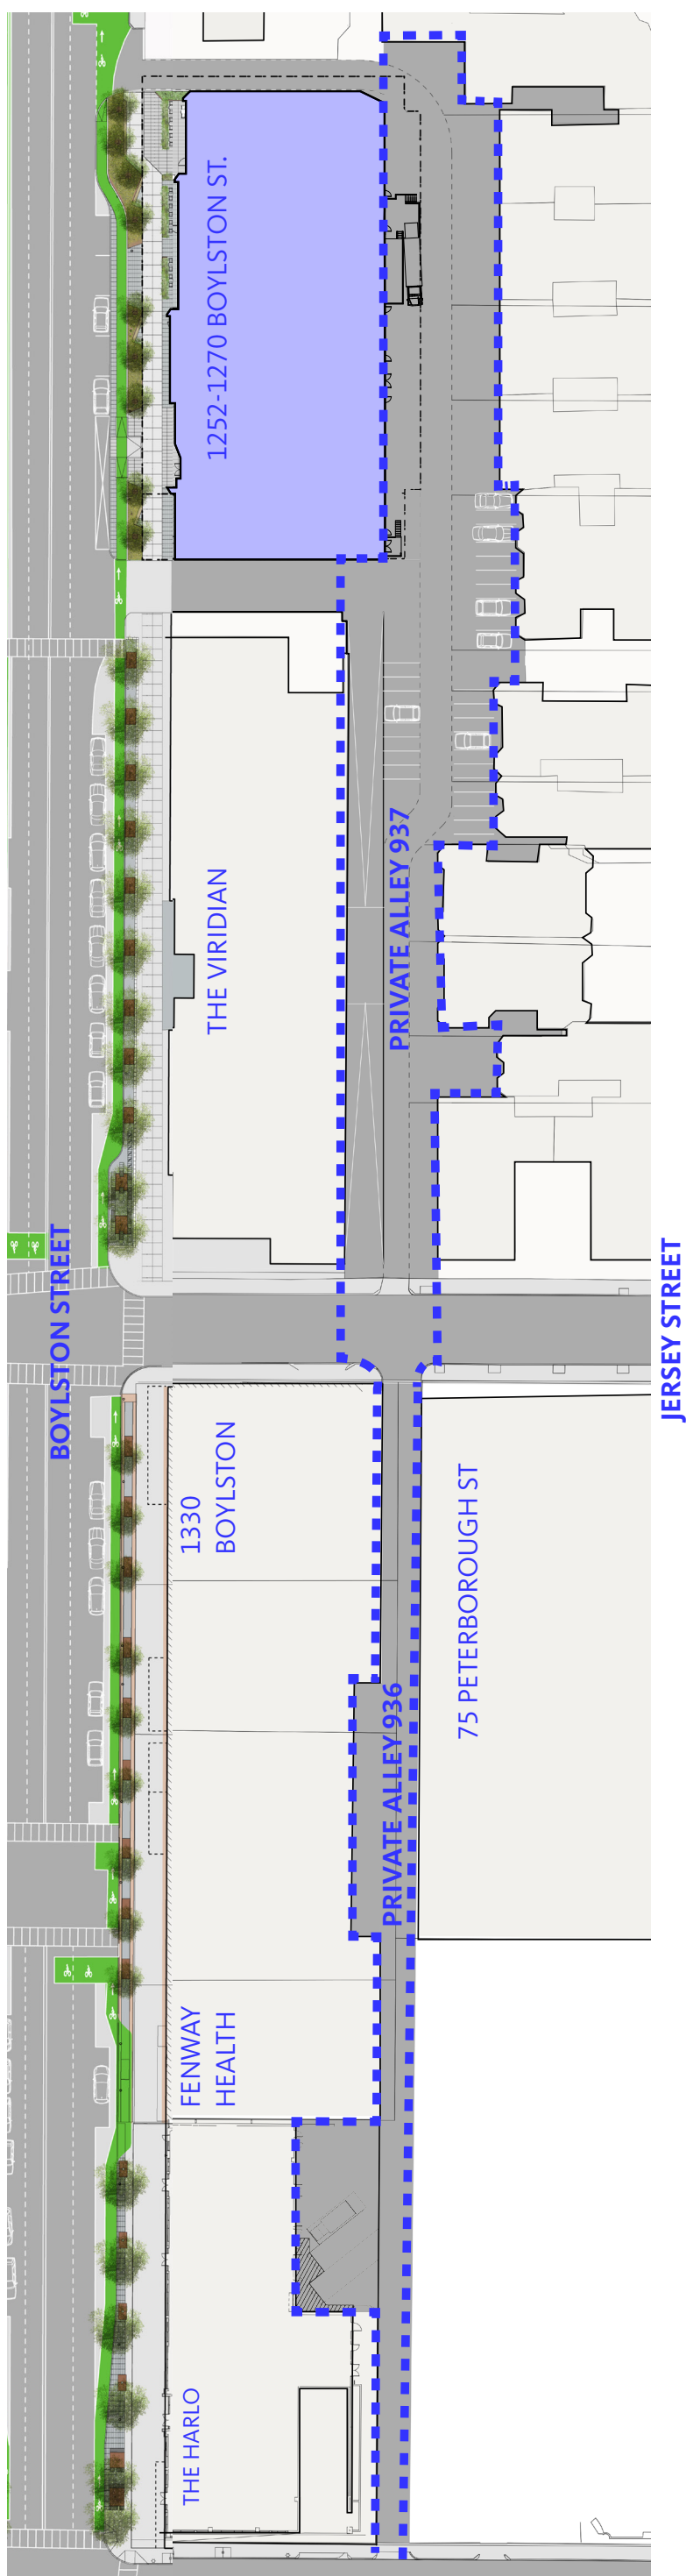 1252-1270 BOYLSTON ST.
THE VIRIDIAN
PRIVATE ALLEY 937
BOYLSTON STREET
JERSEY STREET
1330
BOYLSTON
75 PETERBOROUGH ST
PRIVATE ALLEY 936
FENWAY
HEALTH
THE HARLO